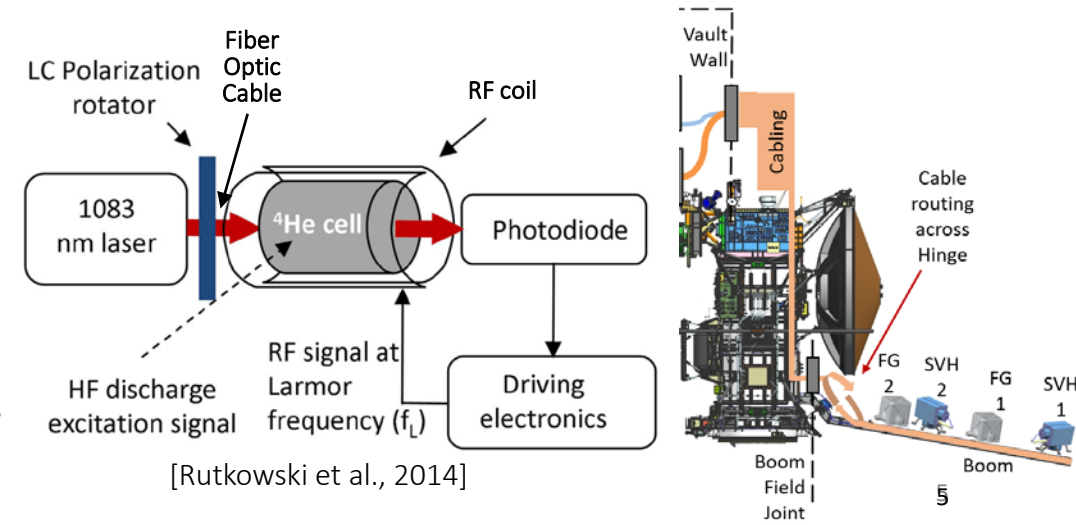 Fiber
Optic
Cable
LC Polarization
rotator
RF coil
1083
nm laser
⁴He cell
Photodiode
HF discharge
excitation signal
RF signal at
Larmor
frequency (fL)
Driving
electronics
[Rutkowski et al., 2014]
Vault
Wall
Cabling
Cable
routing
across
Hinge
FG
2
SVH
2
FG
1
SVH
1
Boom
Boom
Field
Joint